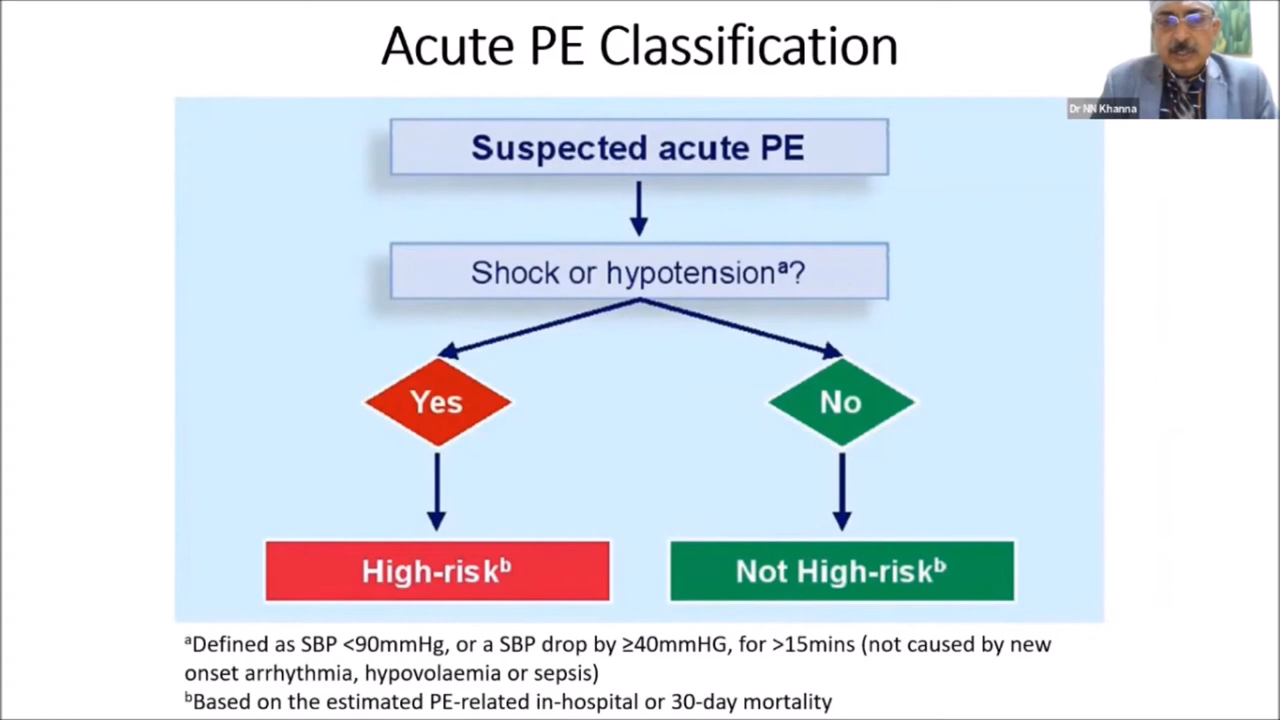 Acute PE Classification
Dr NN Khanna
Suspected acute PE
Shock or hypotensionᵃ?
Yes
No
High-riskᵇ
Not High-riskᵇ
ᵃDefined as SBP <90mmHg, or a SBP drop by ≥40mmHG, for >15mins (not caused by new
onset arrhythmia, hypovolaemia or sepsis)
ᵇBased on the estimated PE-related in-hospital or 30-day mortality